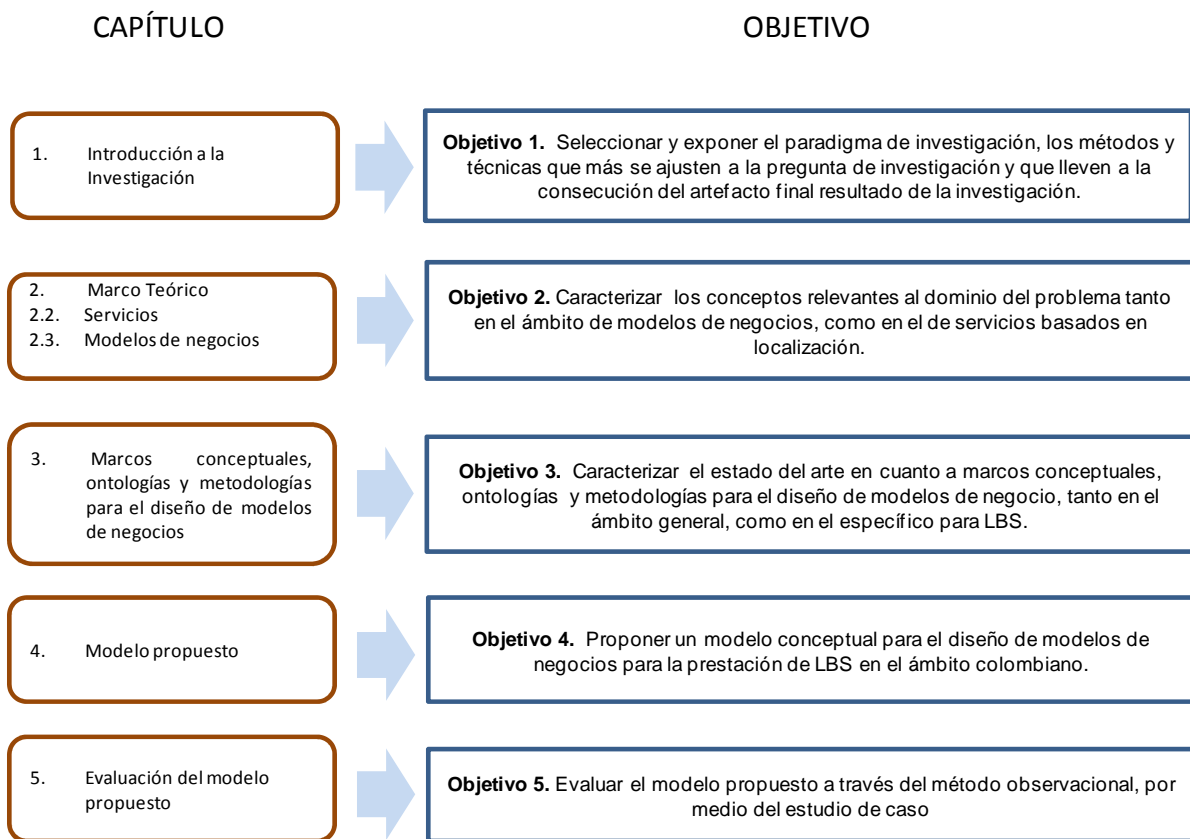 CAPÍTULO
OBJETIVO
1. Introducción a la
Investigación
Objetivo 1. Seleccionar y exponer el paradigma de investigación, los métodos y
técnicas que más se ajusten a la pregunta de investigación y que lleven a la
consecución del artefacto final resultado de la investigación.
2. Marco Teórico
2.2. Servicios
2.3. Modelos de negocios
Objetivo 2. Caracterizar los conceptos relevantes al dominio del problema tanto
en el ámbito de modelos de negocios, como en el de servicios basados en
localización.
3. Marcos conceptuales,
ontologías y metodologías
para el diseño de modelos
de negocios
Objetivo 3. Caracterizar el estado del arte en cuanto a marcos conceptuales,
ontologías y metodologías para el diseño de modelos de negocio, tanto en el
ámbito general, como en el específico para LBS.
4. Modelo propuesto
Objetivo 4. Proponer un modelo conceptual para el diseño de modelos de
negocios para la prestación de LBS en el ámbito colombiano.
5. Evaluación del modelo
propuesto
Objetivo 5. Evaluar el modelo propuesto a través del método observacional, por
medio del estudio de caso